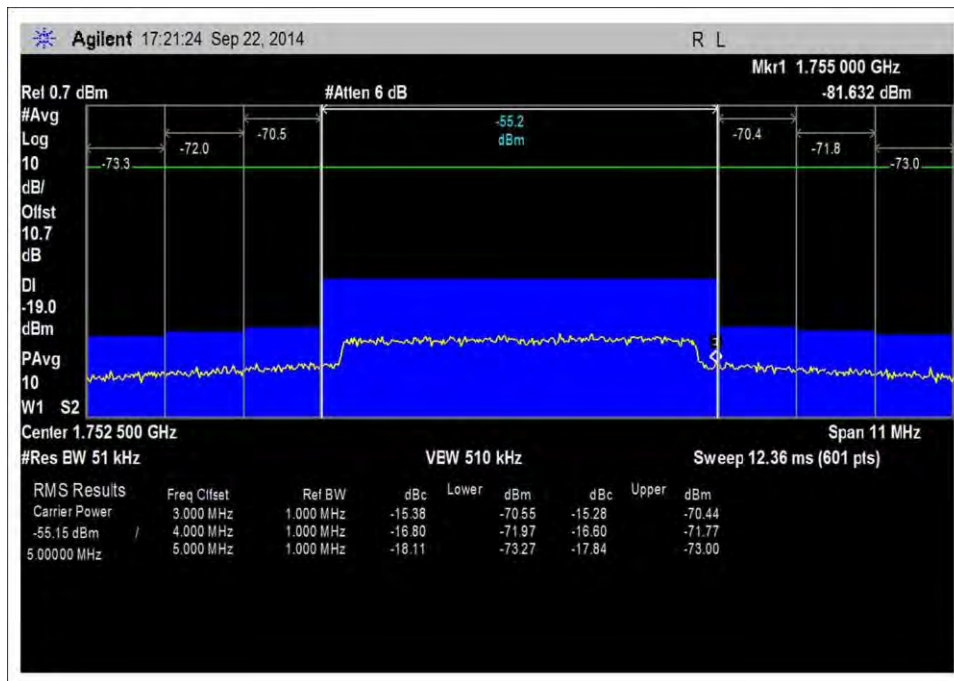 Agilent 17:21:24 Sep 22, 2014 R L
Mkr1 1.755 000 GHz
Ref 0.7 dBm #Atten 6 dB -81.632 dBm
#Avg
Log
10
dB/
Offst
10.7
dB
DI
-19.0
dBm
PAvg
10
W1 S2
-73.3 -72.0 -70.5 -55.2 dBm -70.4 -71.8 -73.0
Center 1.752 500 GHz Span 11 MHz
#Res BW 51 kHz VBW 510 kHz Sweep 12.36 ms (601 pts)
RMS Results Freq Offset Ref BW dBc Lower dBm dBc Upper dBm
Carrier Power 3.000 MHz 1.000 MHz -15.38 -70.55 -15.28 -70.44
-55.15 dBm / 4.000 MHz 1.000 MHz -16.80 -71.97 -16.60 -71.77
5.00000 MHz 5.000 MHz 1.000 MHz -18.11 -73.27 -17.84 -73.00